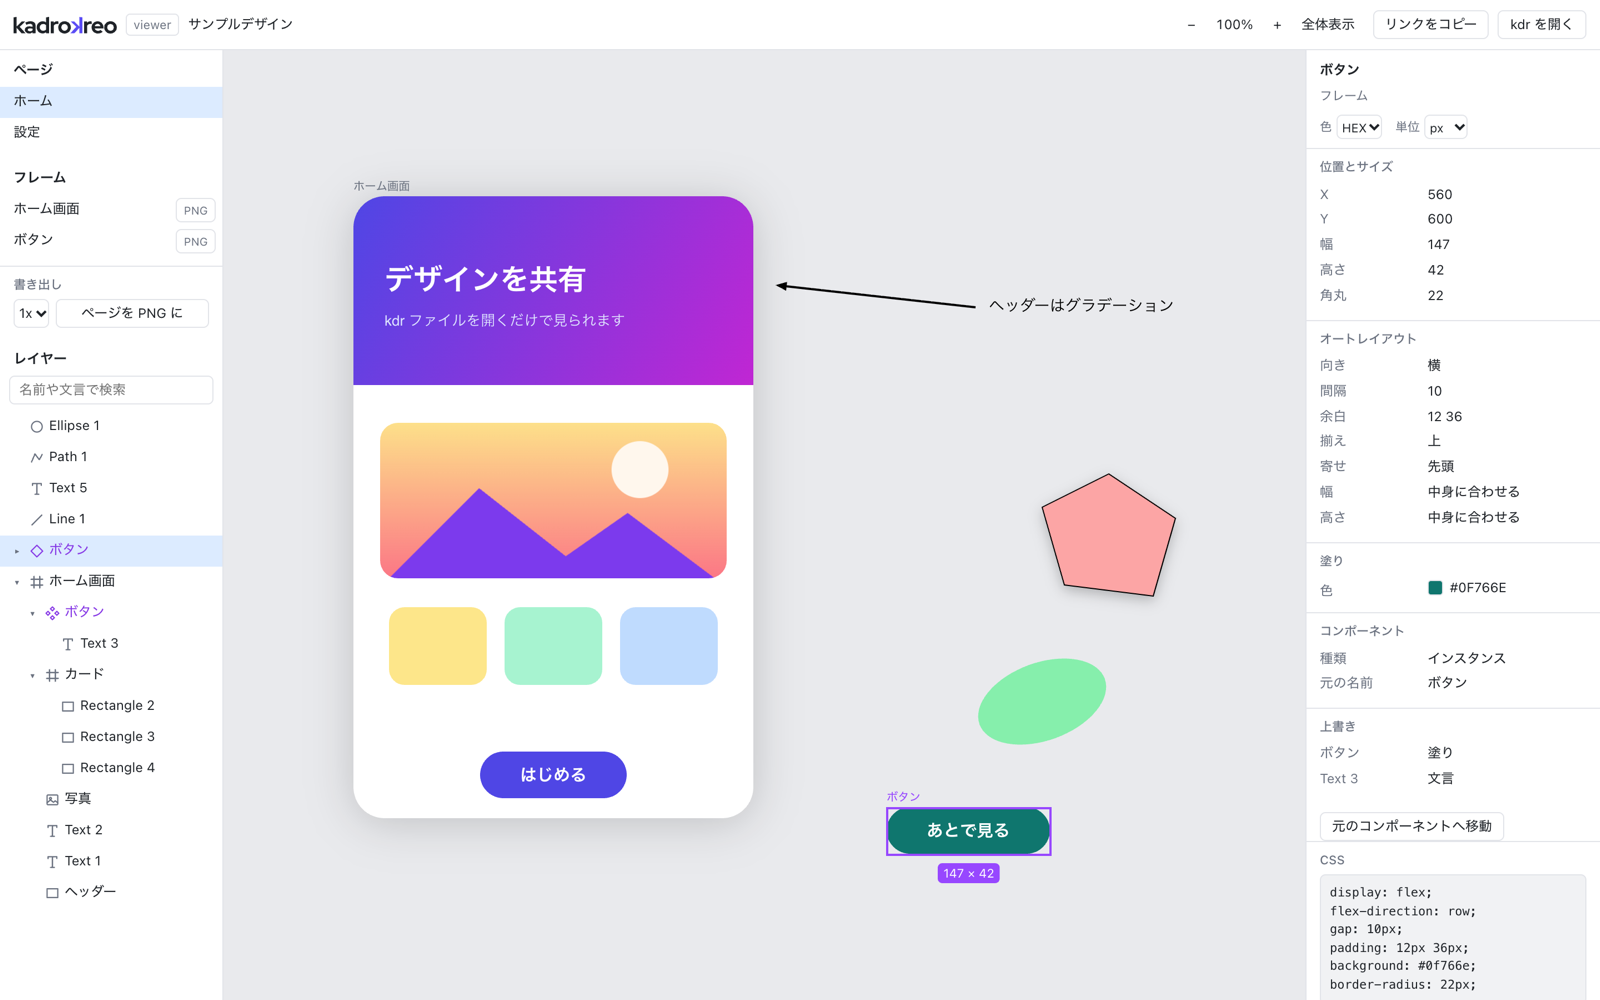 kadrokreo viewer サンプルデザイン
− 100% + 全体表示 リンクをコピー kdr を開く
ページ
ホーム
設定
フレーム
ホーム画面 PNG
ボタン PNG
書き出し
1x ページを PNG に
レイヤー
名前や文言で検索
Ellipse 1
Path 1
Text 5
Line 1
ボタン
ホーム画面
ボタン
Text 3
カード
Rectangle 2
Rectangle 3
Rectangle 4
写真
Text 2
Text 1
ヘッダー
ホーム画面
デザインを共有
kdr ファイルを開くだけで見られます
ヘッダーはグラデーション
はじめる
ボタン
あとで見る
147 × 42
ボタン
フレーム
色 HEX 単位 px
位置とサイズ
X 560
Y 600
幅 147
高さ 42
角丸 22
オートレイアウト
向き 横
間隔 10
余白 12 36
揃え 上
寄せ 先頭
幅 中身に合わせる
高さ 中身に合わせる
塗り
色 #0F766E
コンポーネント
種類 インスタンス
元の名前 ボタン
上書き
ボタン 塗り
Text 3 文言
元のコンポーネントへ移動
CSS
display: flex;
flex-direction: row;
gap: 10px;
padding: 12px 36px;
background: #0f766e;
border-radius: 22px;